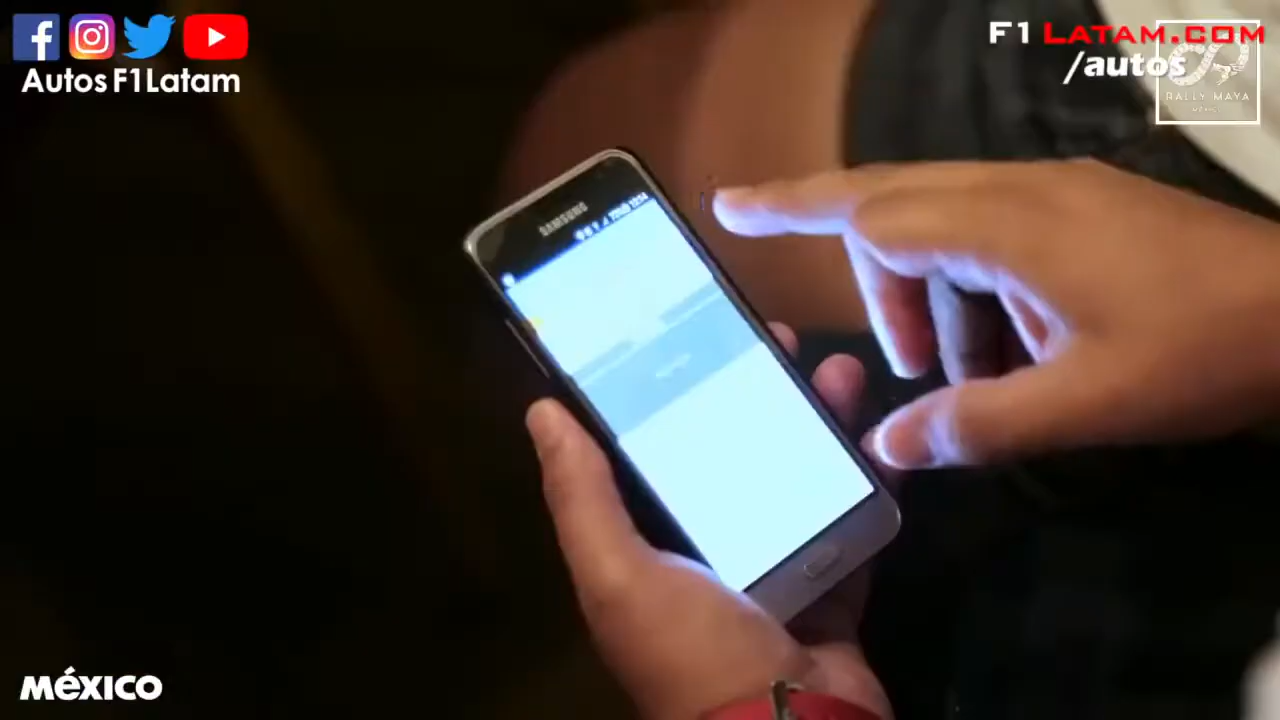 Autos F1Latam
F1 Latam.com
/autos
RALLY MAYA
SAMSUNG
MÉXICO